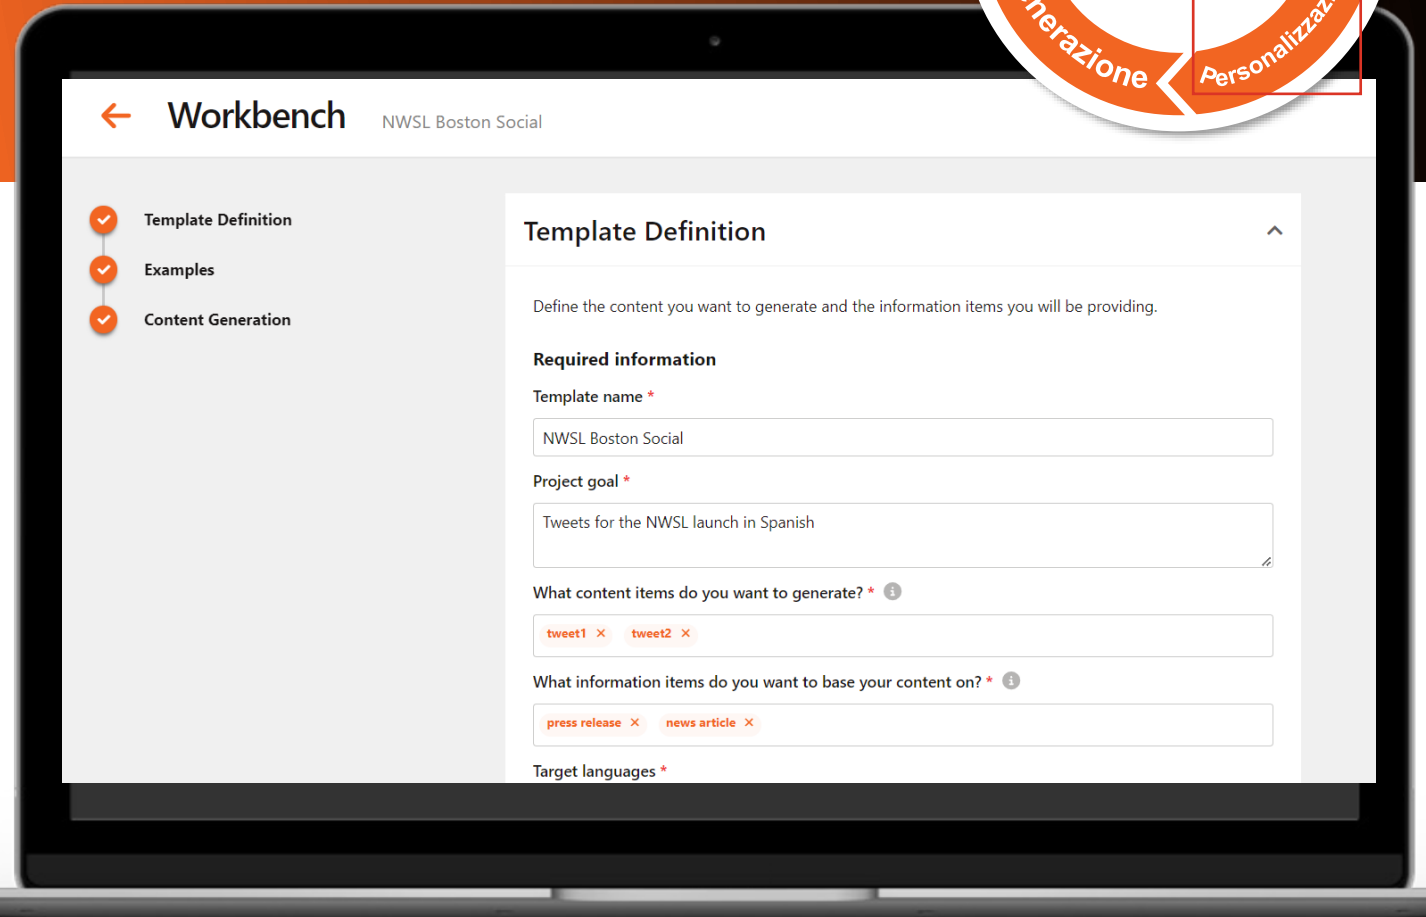 Personalizzaz
Workbench
NWSL Boston Social
Template Definition
Examples
Content Generation
Template Definition
Define the content you want to generate and the information items you will be providing.
Required information
Template name *
NWSL Boston Social
Project goal *
Tweets for the NWSL launch in Spanish
What content items do you want to generate? *
tweet1 ×
tweet2 ×
What information items do you want to base your content on? *
press release ×
news article ×
Target languages *